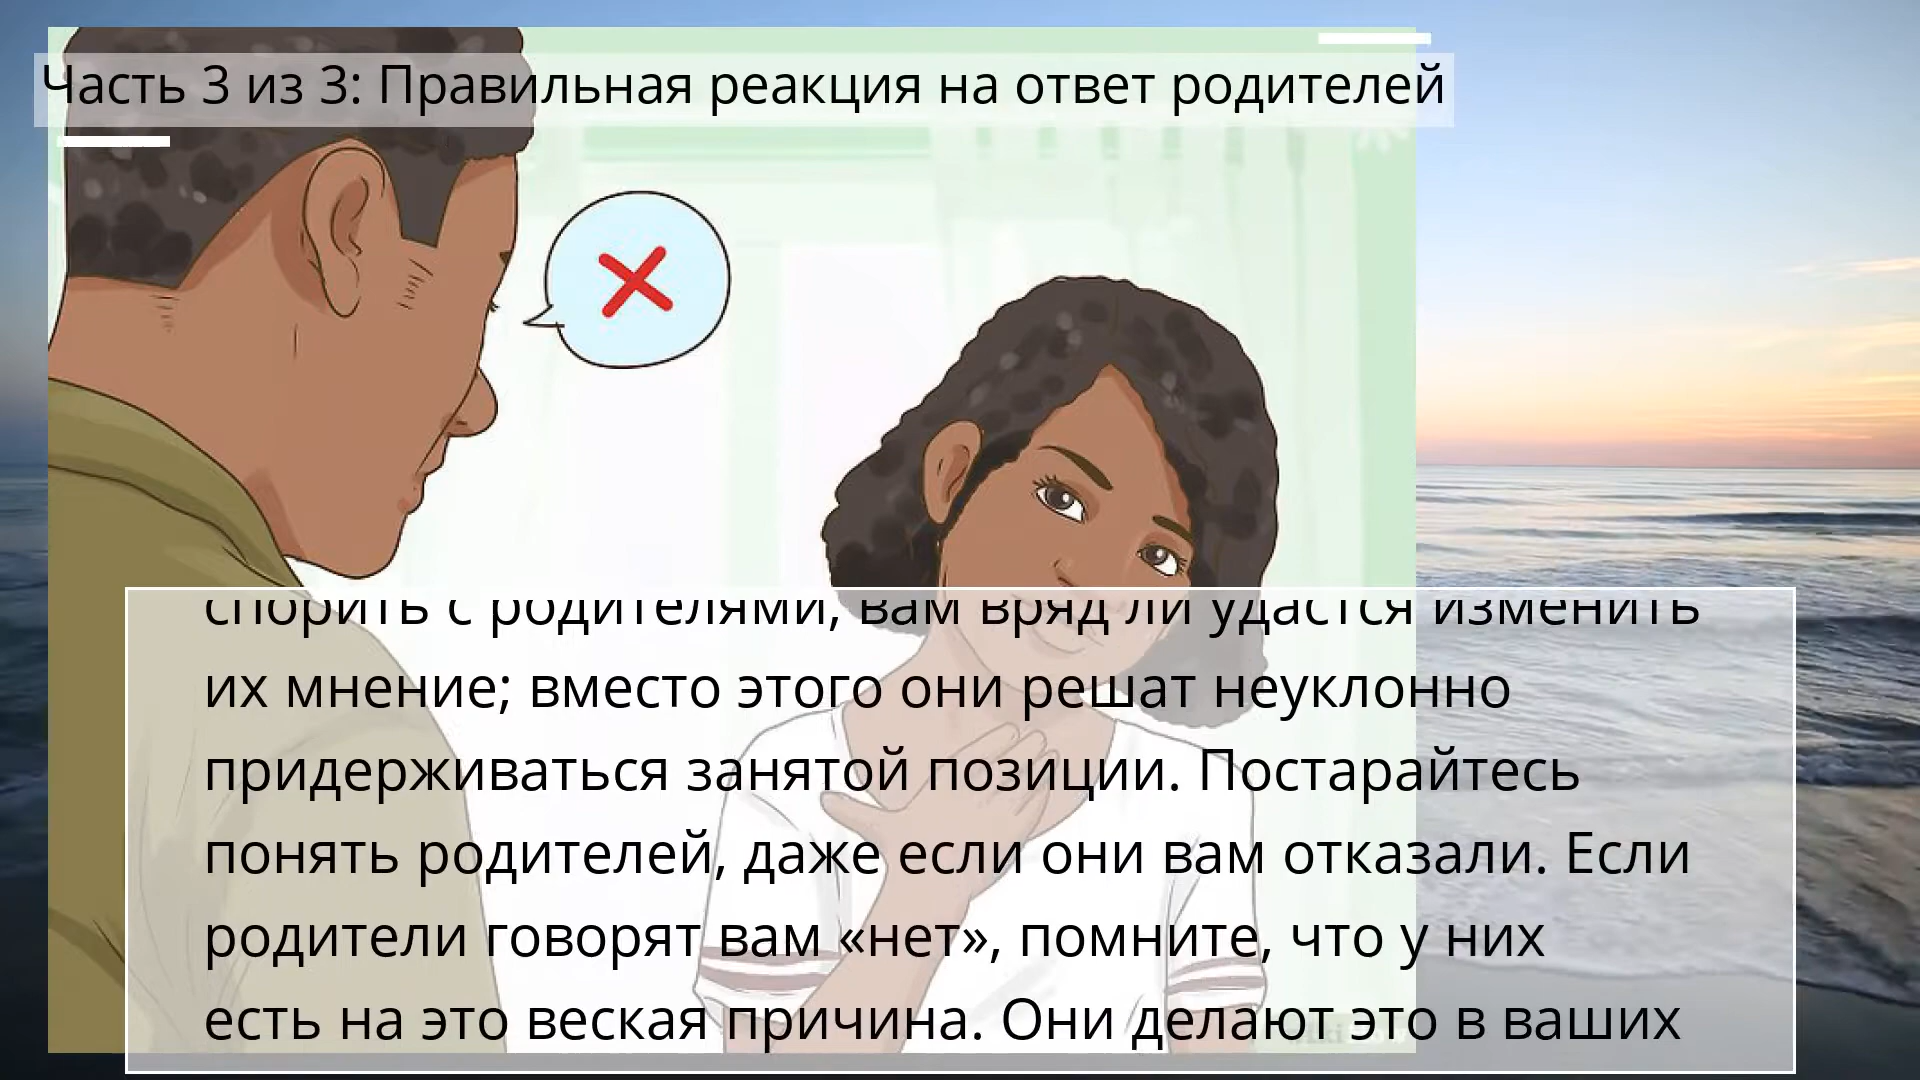 Часть 3 из 3: Правильная реакция на ответ родителей
спорить с родителями, вам вряд ли удастся изменить
их мнение; вместо этого они решат неуклонно
придерживаться занятой позиции. Постарайтесь
понять родителей, даже если они вам отказали. Если
родители говорят вам «нет», помните, что у них
есть на это веская причина. Они делают это в ваших